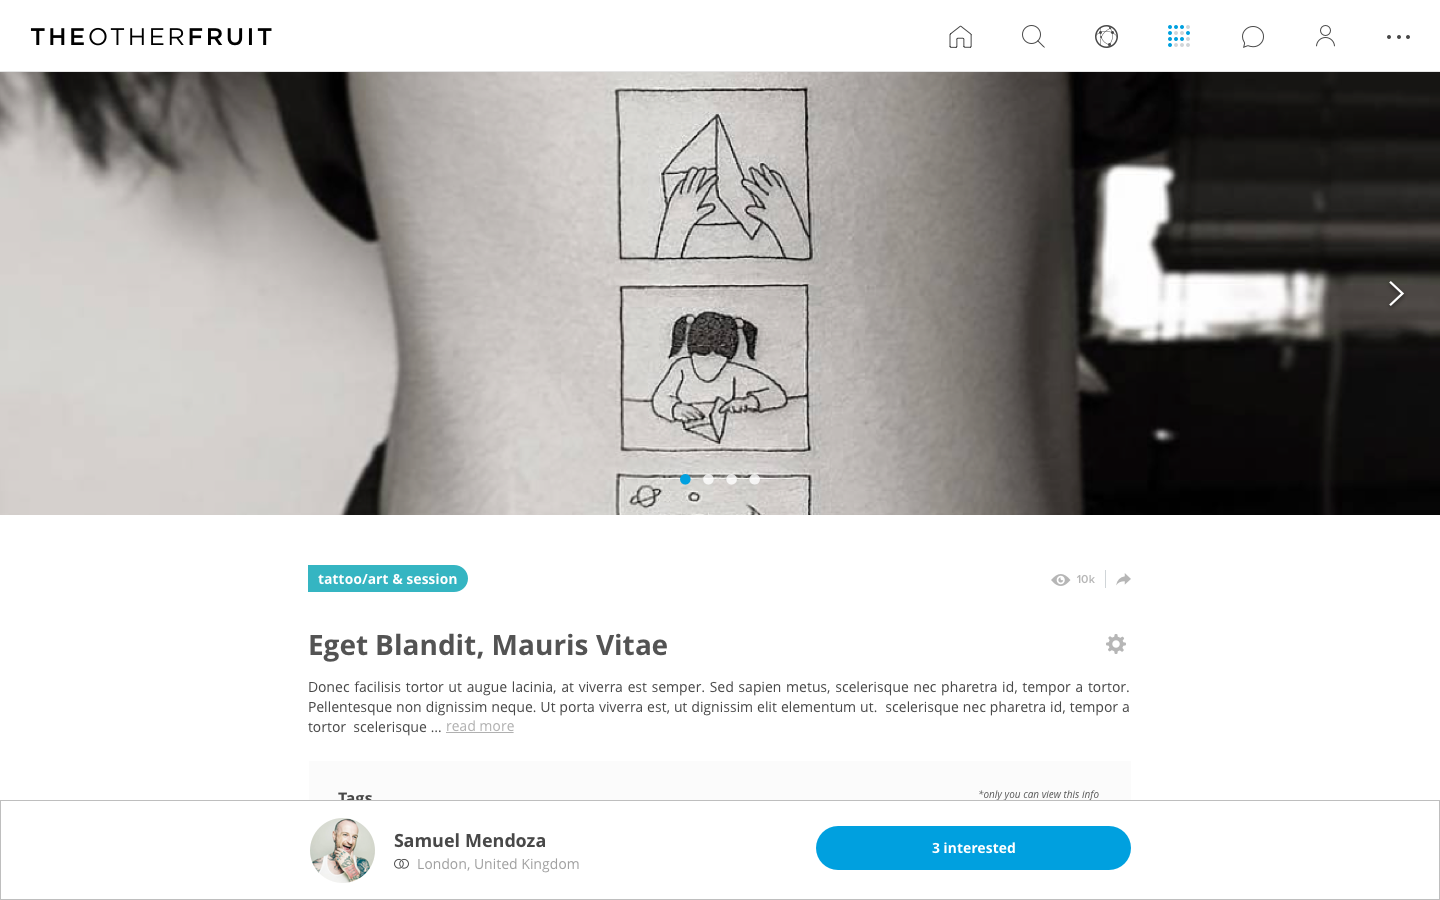 THEOTHERFRUIT
tattoo/art & session
10k
Eget Blandit, Mauris Vitae
Donec facilisis tortor ut augue lacinia, at viverra est semper. Sed sapien metus, scelerisque nec pharetra id, tempor a tortor.
Pellentesque non dignissim neque. Ut porta viverra est, ut dignissim elit elementum ut.  scelerisque nec pharetra id, tempor a
tortor  scelerisque ... read more
Tags
*only you can view this info
Samuel Mendoza
London, United Kingdom
3 interested